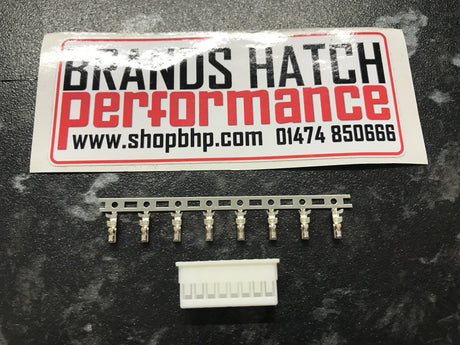 BRANDS HATCH
performance
www.shopbhp.com 01474 850666